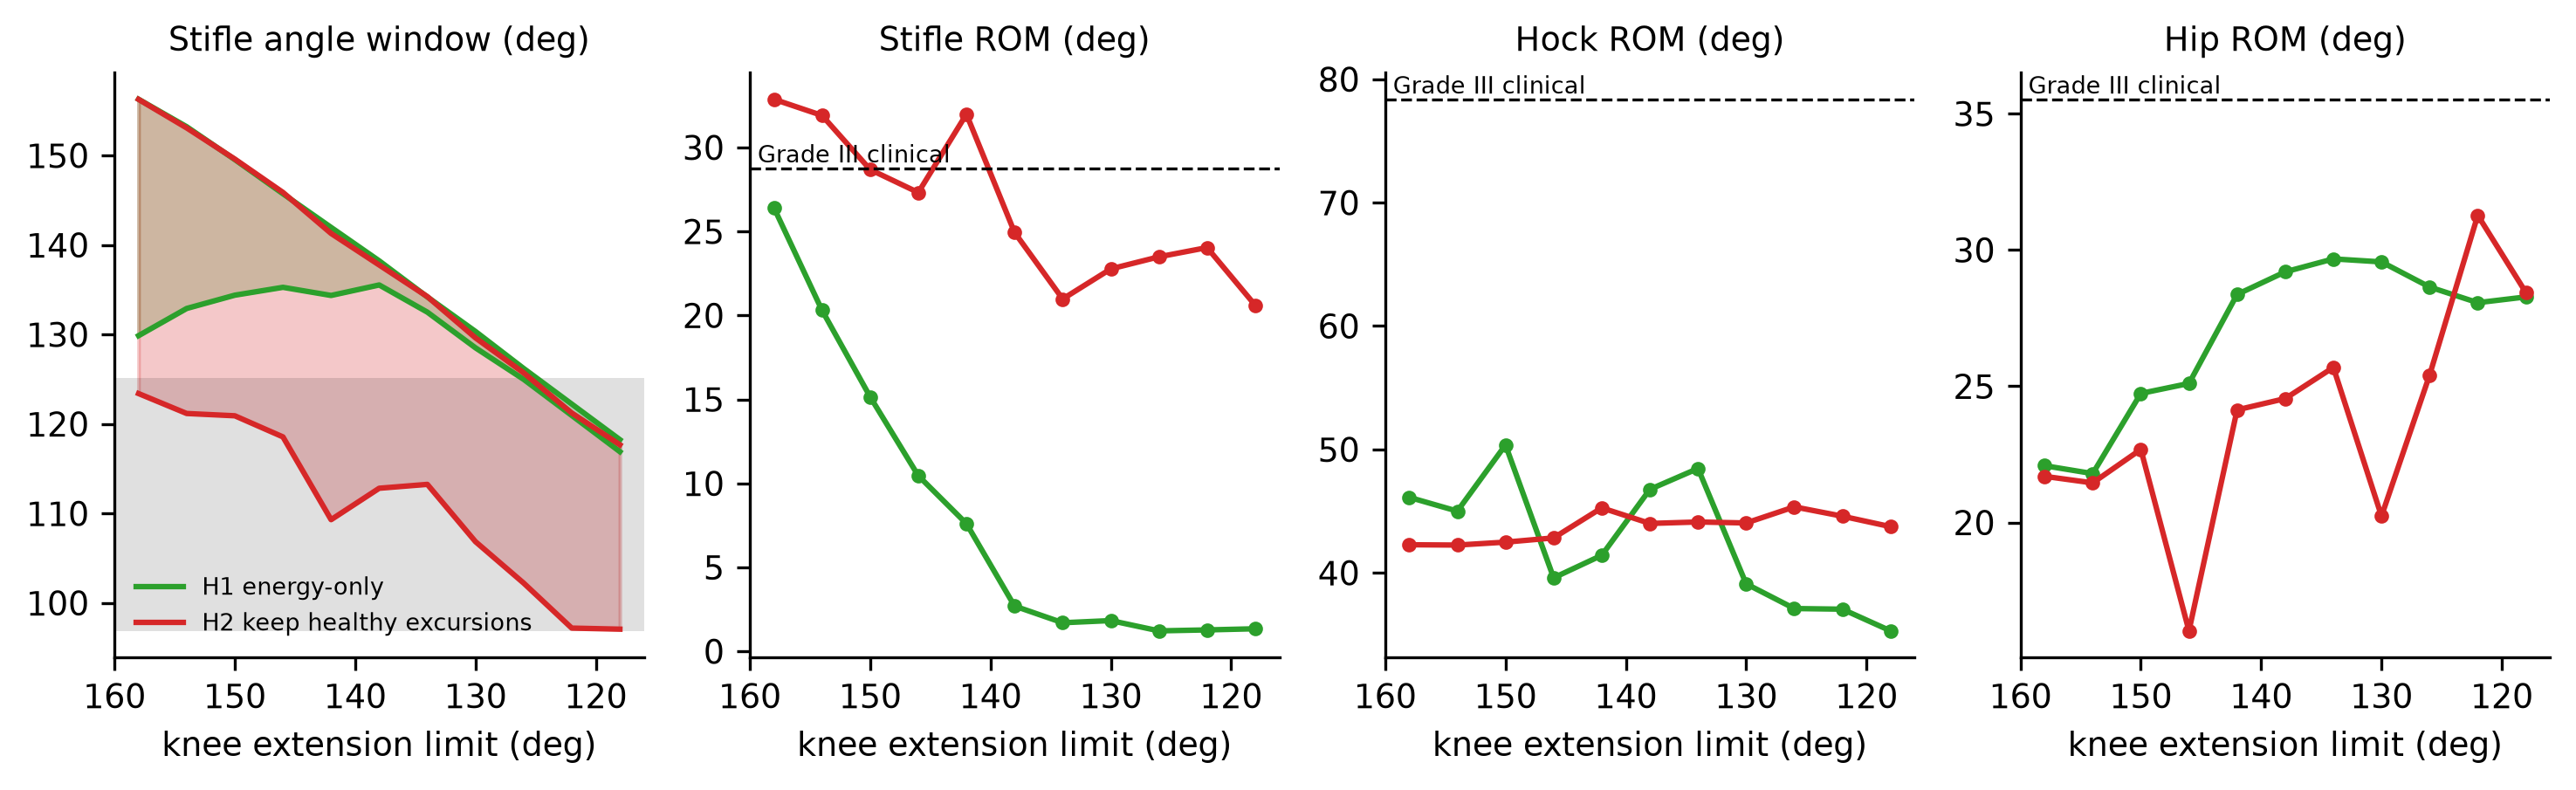 Stifle angle window (deg)
150
140
130
120
110
100
H1 energy-only
H2 keep healthy excursions
160 150 140 130 120
knee extension limit (deg)
Stifle ROM (deg)
Grade III clinical
30
25
20
15
10
5
0
160 150 140 130 120
knee extension limit (deg)
Hock ROM (deg)
80
Grade III clinical
70
60
50
40
160 150 140 130 120
knee extension limit (deg)
Hip ROM (deg)
Grade III clinical
35
30
25
20
160 150 140 130 120
knee extension limit (deg)